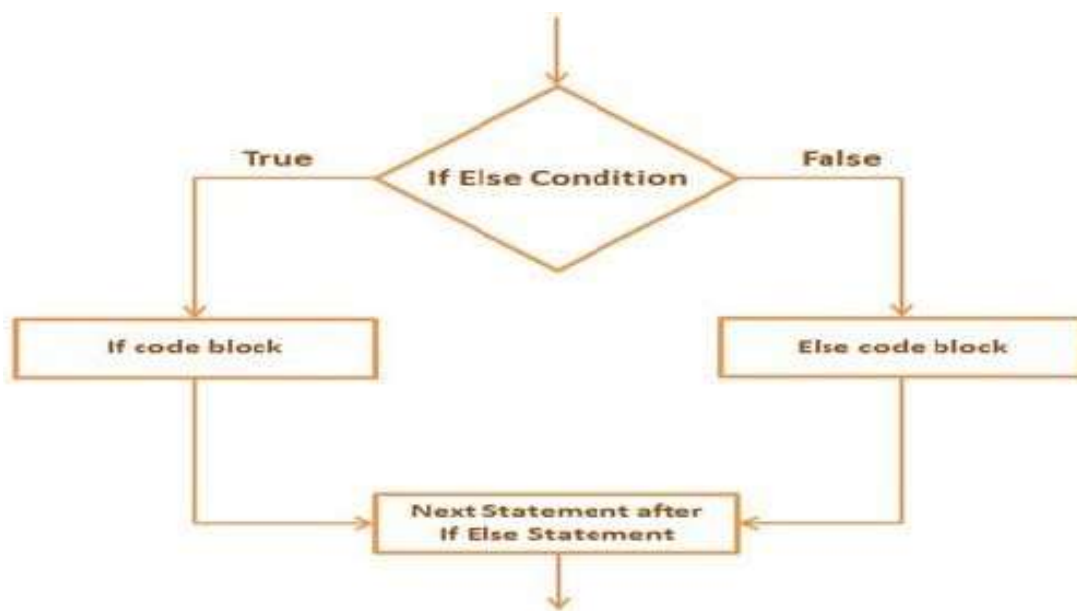 True
False
If Else Condition
If code block
Else code block
Next Statement after
If Else Statement